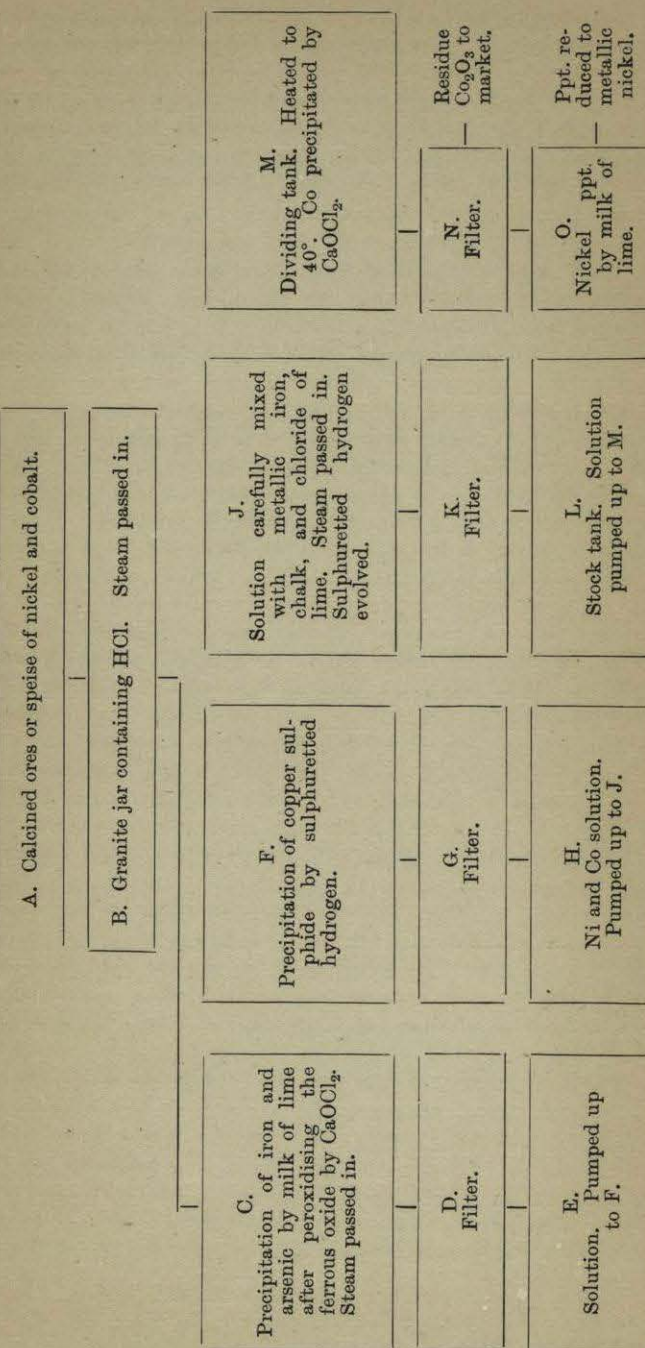 A. Calcined ores or speise of nickel and cobalt.
B. Granite jar containing HCl. Steam passed in.
C.
Precipitation of iron and
arsenic by milk of lime
after peroxidising the
ferrous oxide by CaOCl₂.
Steam passed in.
D.
Filter.
E.
Solution. Pumped up
to F.
F.
Precipitation of copper sul-
phide by sulphuretted
hydrogen.
G.
Filter.
H.
Ni and Co solution.
Pumped up to J.
J.
Solution carefully mixed
with metallic iron,
chalk, and chloride of
lime. Steam passed in.
Sulphuretted hydrogen
evolved.
K.
Filter.
L.
Stock tank. Solution
pumped up to M.
M.
Dividing tank. Heated to
40°. Co precipitated by
CaOCl₂.
N.
Filter.
Residue
Co₂O₃ to
market.
O.
Nickel ppt.
by milk of
lime.
Ppt. re-
duced to
metallic
nickel.